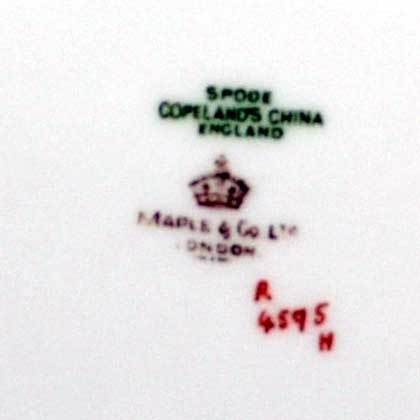 SPODE
COPELAND'S CHINA
ENGLAND
MAPLE & Co. LTD
LONDON.
R
4595
H